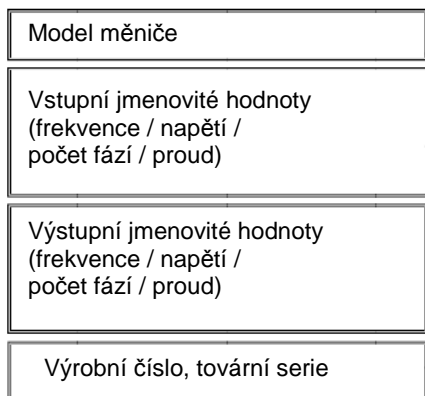 Model měniče
Vstupní jmenovité hodnoty
(frekvence / napětí /
počet fází / proud)
Výstupní jmenovité hodnoty
(frekvence / napětí /
počet fází / proud)
Výrobní číslo, tovární serie